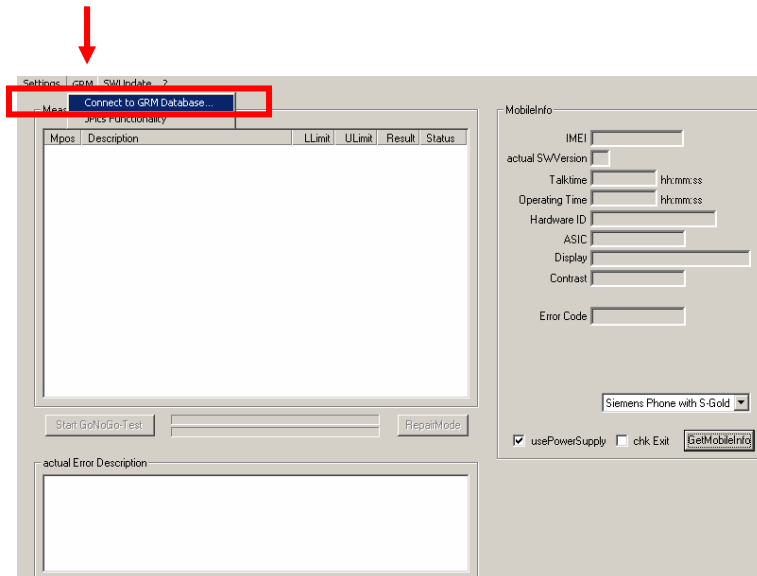 Settings GRM SWUpdate ?
Connect to GRM Database...
JPICS Functionality
Mpos Description LLimit ULimit Result Status
Start GoNoGo-Test
RepairMode
actual Error Description
MobileInfo
IMEI
actual SWVersion
Talktime hh:mm:ss
Operating Time hh:mm:ss
Hardware ID
ASIC
Display
Contrast
Error Code
Siemens Phone with S-Gold
usePowerSupply chk Exit GetMobileInfo